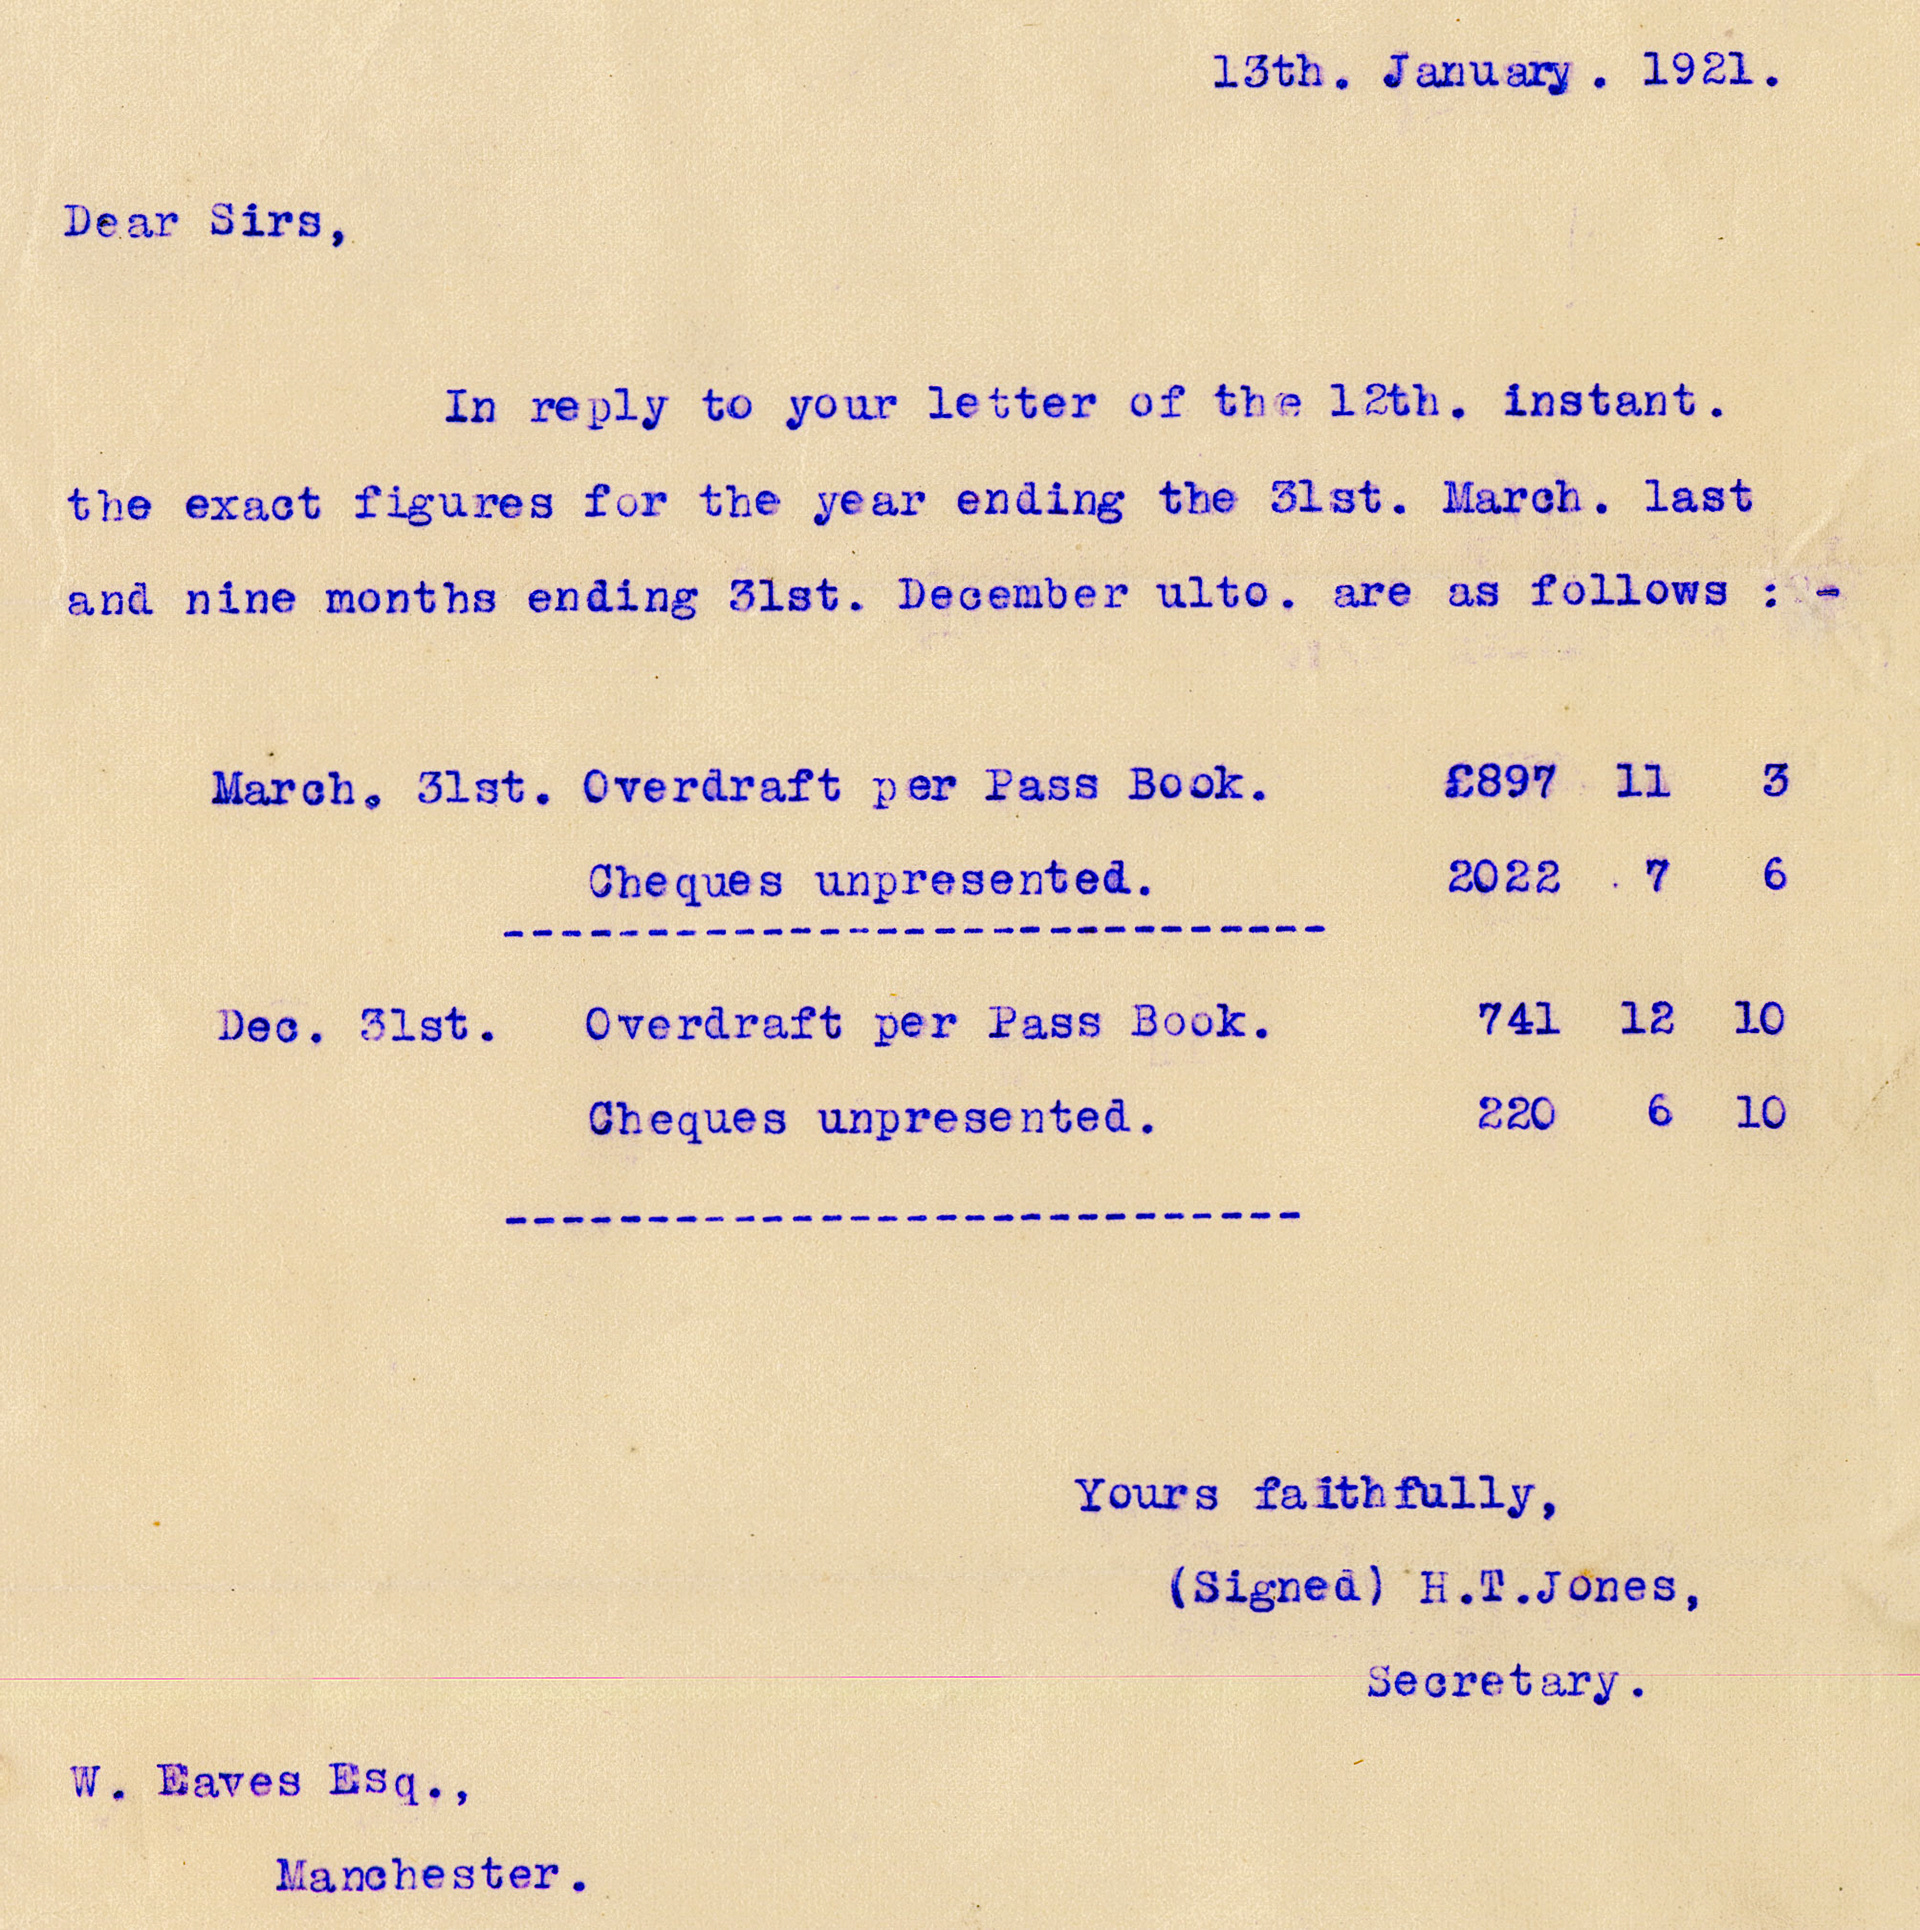 13th. January. 1921.
Dear Sirs,
In reply to your letter of the 12th. instant.
the exact figures for the year ending the 31st. March. last
and nine months ending 31st. December ulto. are as follows : -
March. 31st. Overdraft per Pass Book. £897 11 3
Cheques unpresented. 2022 7 6
-----------------------------
Dec. 31st. Overdraft per Pass Book. 741 12 10
Cheques unpresented. 220 6 10
----------------------------
Yours faithfully,
(Signed) H.T.Jones,
Secretary.
W. Eaves Esq.,
Manchester.